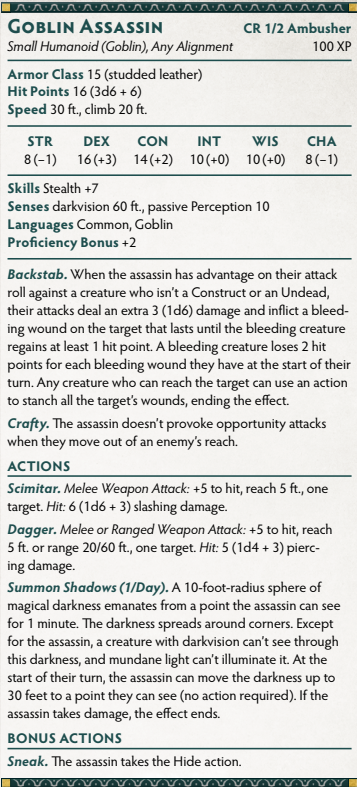 GOBLIN ASSASSIN CR 1/2 AMBUSHER
Small Humanoid (Goblin), Any Alignment 100 XP
Armor Class 15 (studded leather)
Hit Points 16 (3d6 + 6)
Speed 30 ft., climb 20 ft.
STR DEX CON INT WIS CHA
8 (–1) 16 (+3) 14 (+2) 10 (+0) 10 (+0) 8 (–1)
Skills Stealth +7
Senses darkvision 60 ft., passive Perception 10
Languages Common, Goblin
Proficiency Bonus +2
Backstab. When the assassin has advantage on their attack
roll against a creature who isn't a Construct or an Undead,
their attacks deal an extra 3 (1d6) damage and inflict a bleed-
ing wound on the target that lasts until the bleeding creature
regains at least 1 hit point. A bleeding creature loses 2 hit
points for each bleeding wound they have at the start of their
turn. Any creature who can reach the target can use an action
to stanch all the target's wounds, ending the effect.
Crafty. The assassin doesn't provoke opportunity attacks
when they move out of an enemy's reach.
ACTIONS
Scimitar. Melee Weapon Attack: +5 to hit, reach 5 ft., one
target. Hit: 6 (1d6 + 3) slashing damage.
Dagger. Melee or Ranged Weapon Attack: +5 to hit, reach
5 ft. or range 20/60 ft., one target. Hit: 5 (1d4 + 3) pierc-
ing damage.
Summon Shadows (1/Day). A 10-foot-radius sphere of
magical darkness emanates from a point the assassin can see
for 1 minute. The darkness spreads around corners. Except
for the assassin, a creature with darkvision can't see through
this darkness, and mundane light can't illuminate it. At the
start of their turn, the assassin can move the darkness up to
30 feet to a point they can see (no action required). If the
assassin takes damage, the effect ends.
BONUS ACTIONS
Sneak. The assassin takes the Hide action.